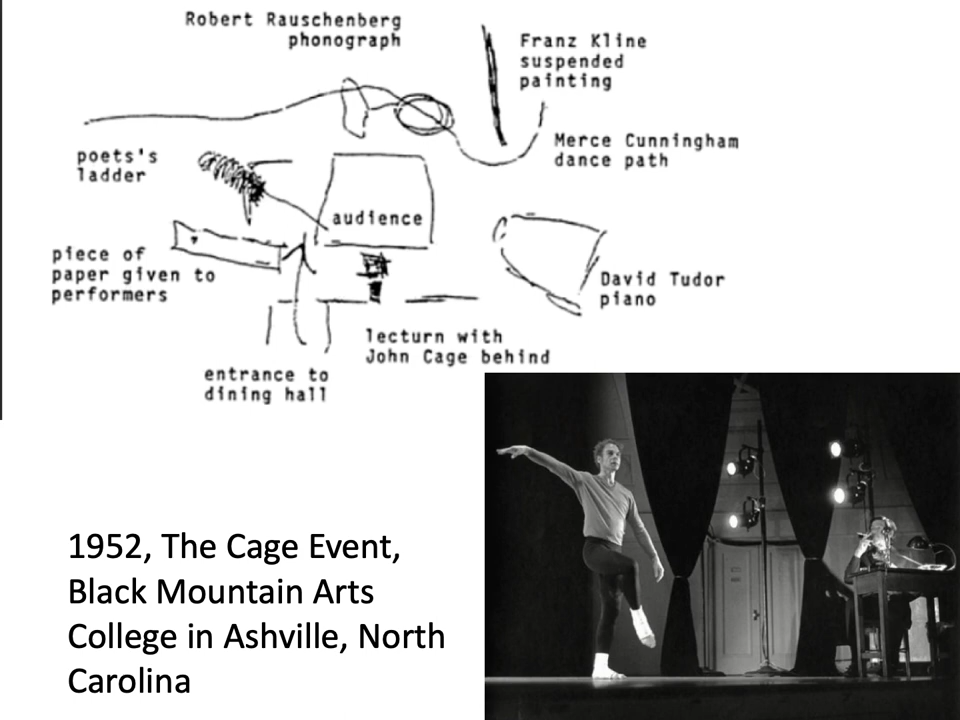 Robert Rauschenberg
phonograph
Franz Kline
suspended
painting
Merce Cunningham
dance path
poets's
ladder
audience
piece of
paper given to
performers
David Tudor
piano
lecturn with
John Cage behind
entrance to
dining hall
1952, The Cage Event,
Black Mountain Arts
College in Ashville, North
Carolina